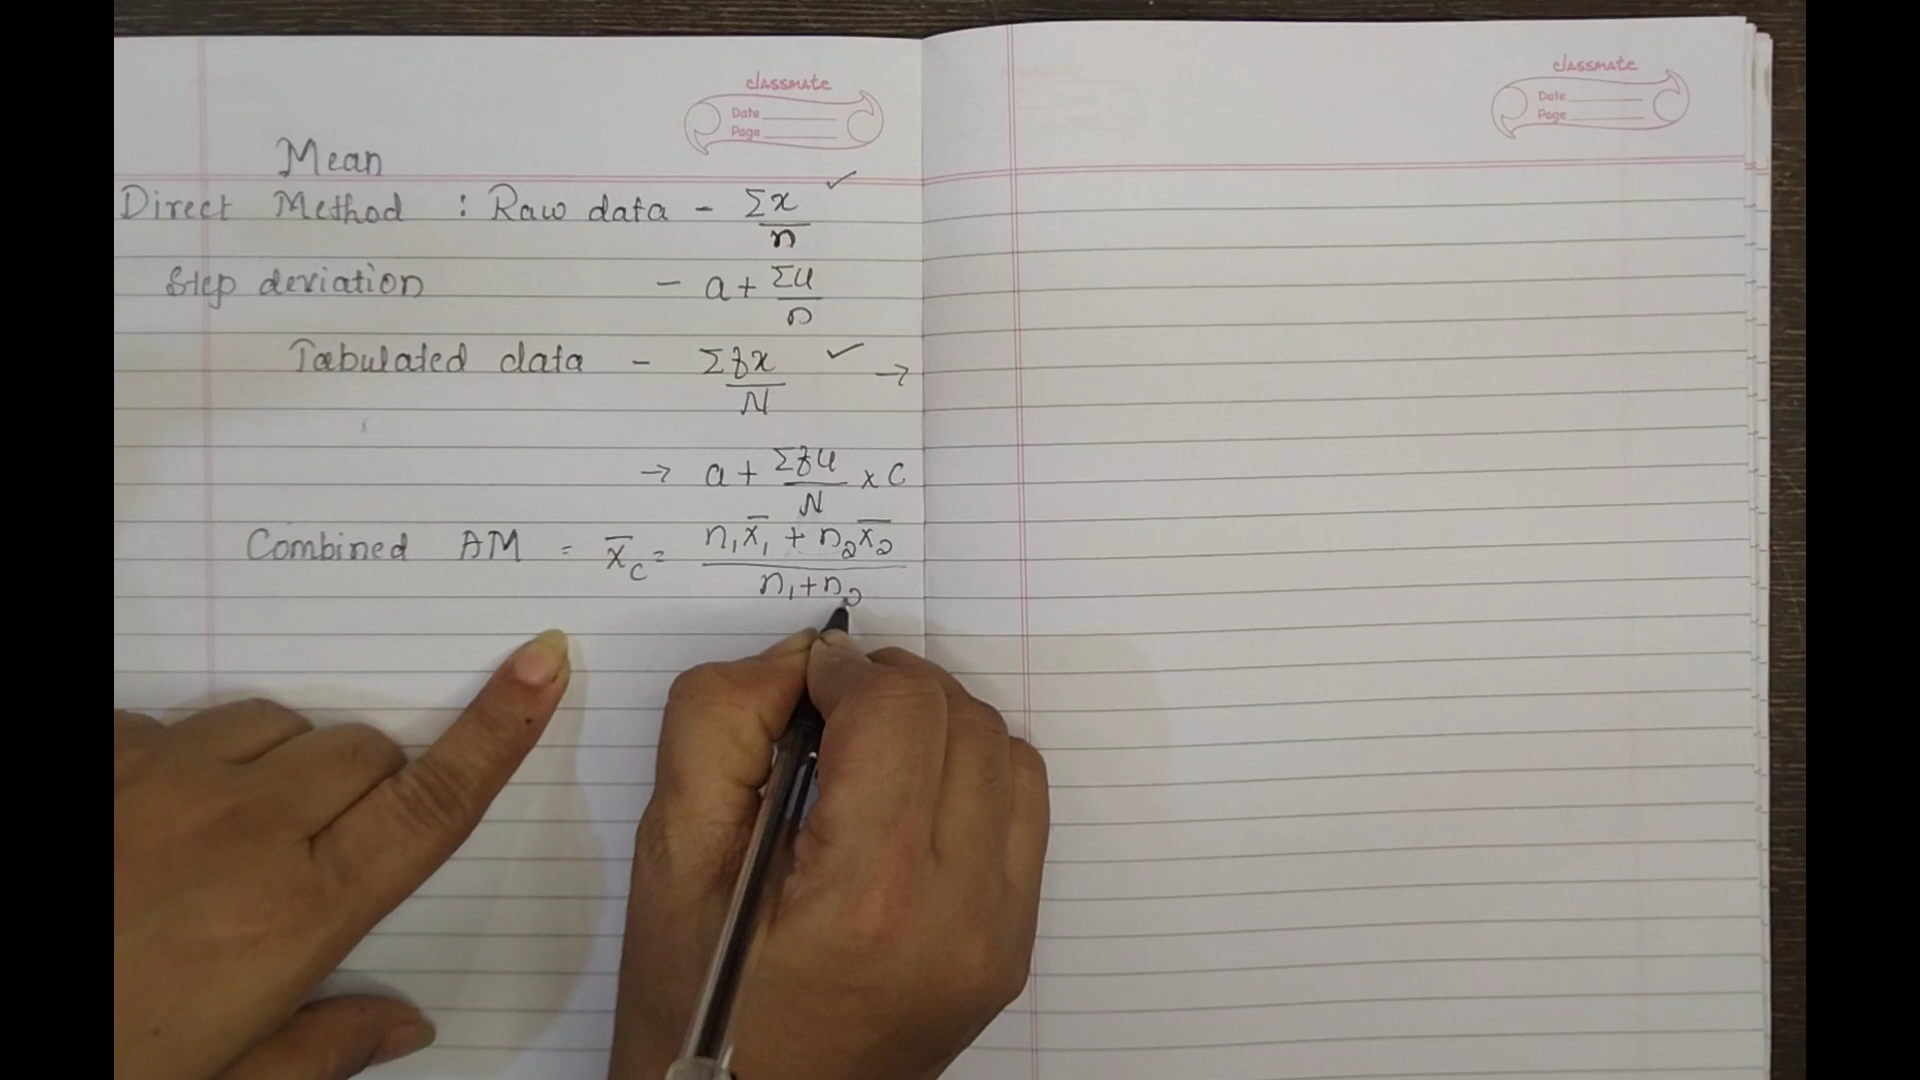 classmate
Date
Page
Mean
Direct Method : Raw data - Σx/n ✓
Step deviation - a + Σu/n
Tabulated data - Σfx/N ✓ →
→ a + Σfu/N x C
Combined AM = x̄c = n₁x̄₁ + n₂x̄₂ / n₁+n₂
classmate
Date
Page